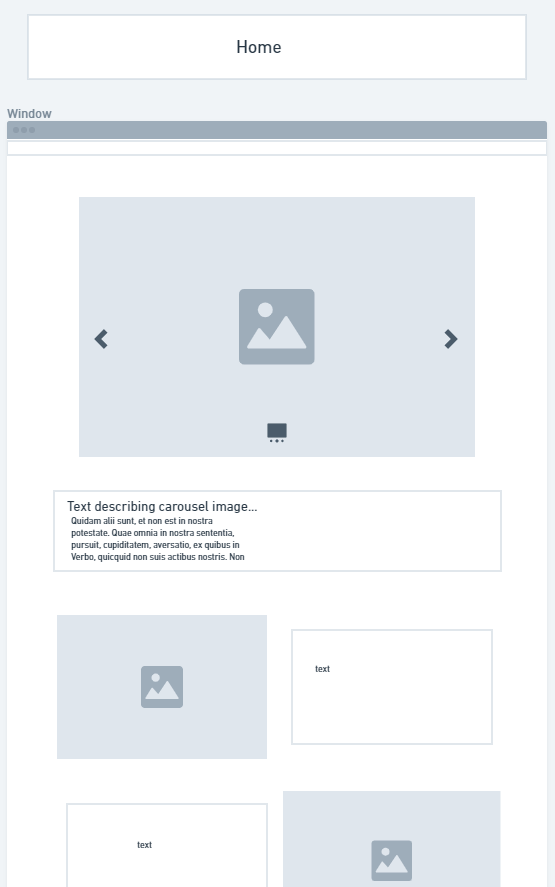 Home
Window
Text describing carousel image...
Quidam alii sunt, et non est in nostra
potestate. Quae omnia in nostra sententia,
pursuit, cupiditatem, aversatio, ex quibus in
Verbo, quicquid non suis actibus nostris. Non
text
text